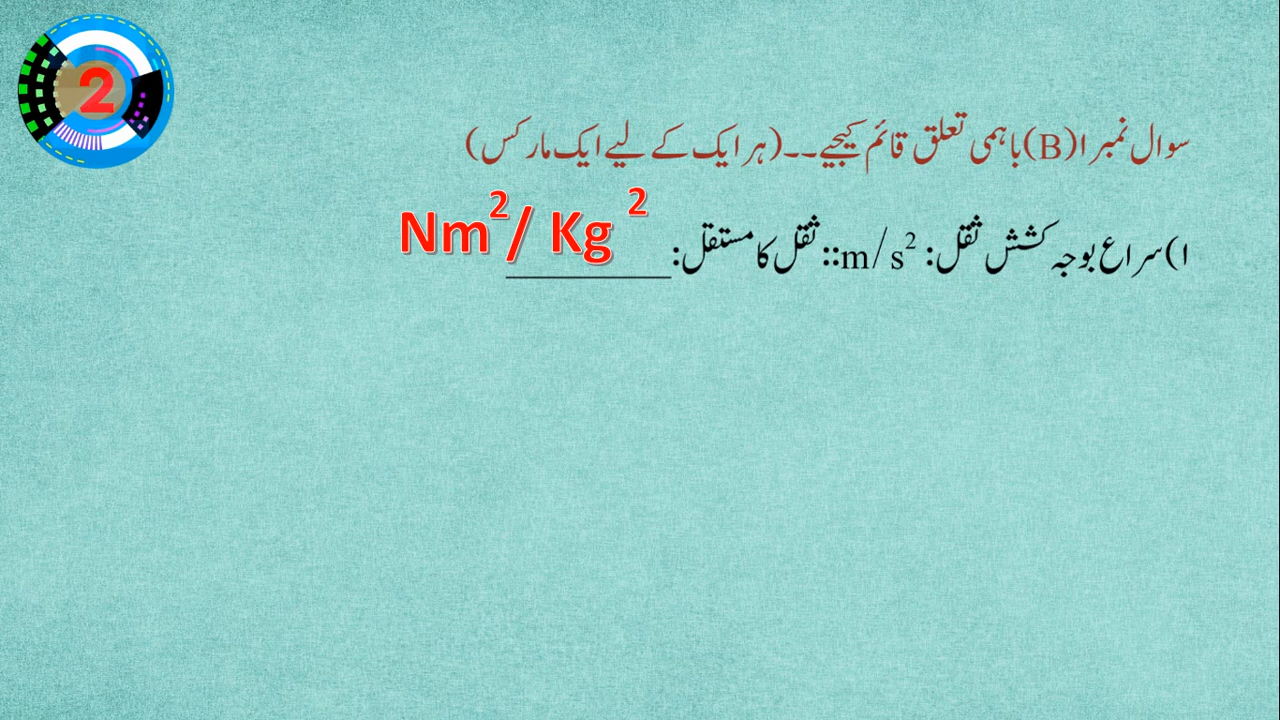 2
سوال نمبر ۱(B)باہمی تعلق قائم کیجیے۔۔(ہر ایک کے لیے ایک مارکس)
۱)سراع بوجہ کشش ثقل: m/s²:: ثقل کا مستقل: Nm²/ Kg ²